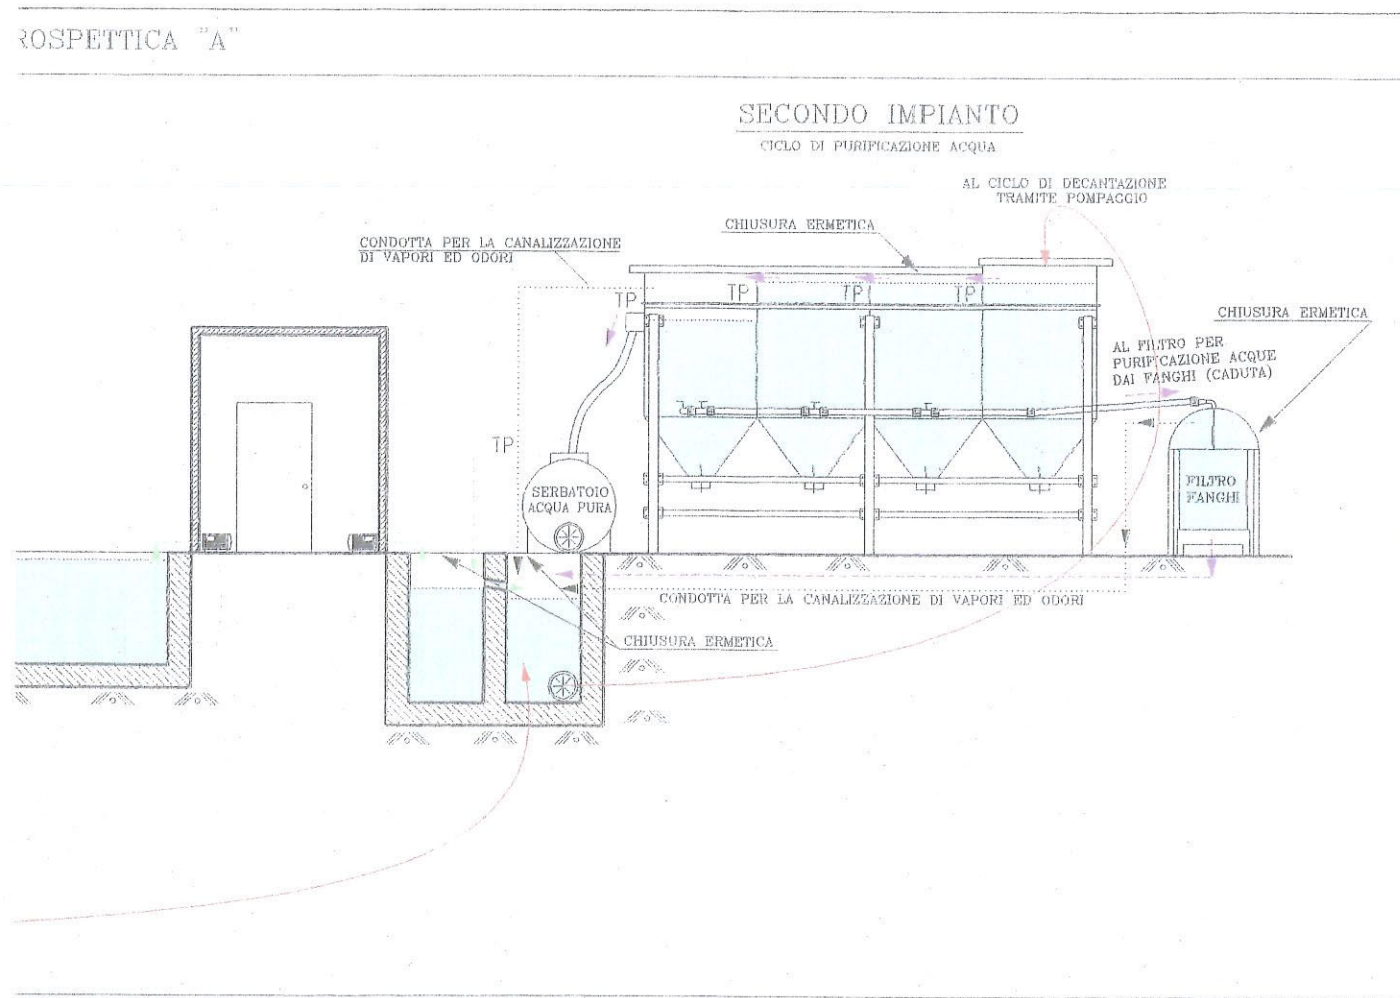 ROSPETTICA "A"
SECONDO IMPIANTO
CICLO DI PURIFICAZIONE ACQUA
AL CICLO DI DECANTAZIONE
TRAMITE POMPAGGIO
CHIUSURA ERMETICA
CONDOTTA PER LA CANALIZZAZIONE
DI VAPORI ED ODORI
TP
TP
TP
TP
CHIUSURA ERMETICA
AL FILTRO PER
PURIFICAZIONE ACQUE
DAI FANGHI (CADUTA)
TP
SERBATOIO
ACQUA PURA
FILTRO
FANGHI
CONDOTTA PER LA CANALIZZAZIONE DI VAPORI ED ODORI
CHIUSURA ERMETICA